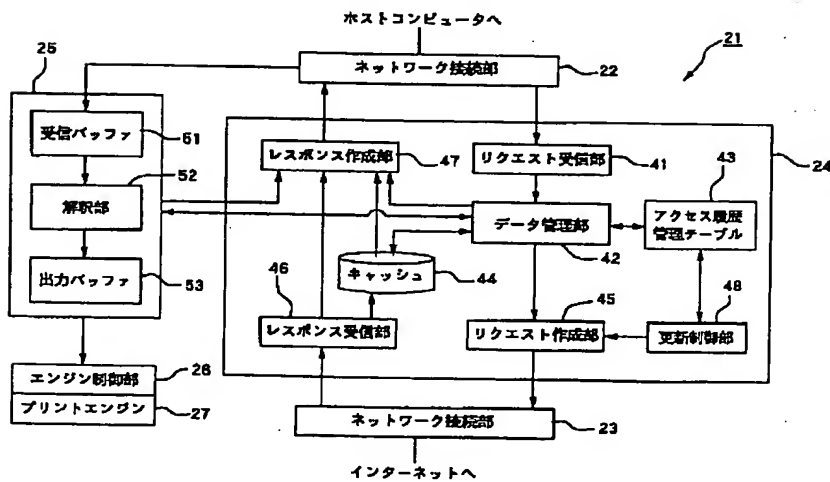 ホストコンピュータへ
21
25
ネットワーク接続部
22
51
受信バッファ
レスポンス作成部
47
リクエスト受信部
41
43
24
52
解釈部
データ管理部
42
アクセス履歴
管理テーブル
出力バッファ
53
46
キャッシュ
44
45
48
レスポンス受信部
リクエスト作成部
更新制御部
エンジン制御部
26
プリントエンジン
27
ネットワーク接続部
23
インターネットへ